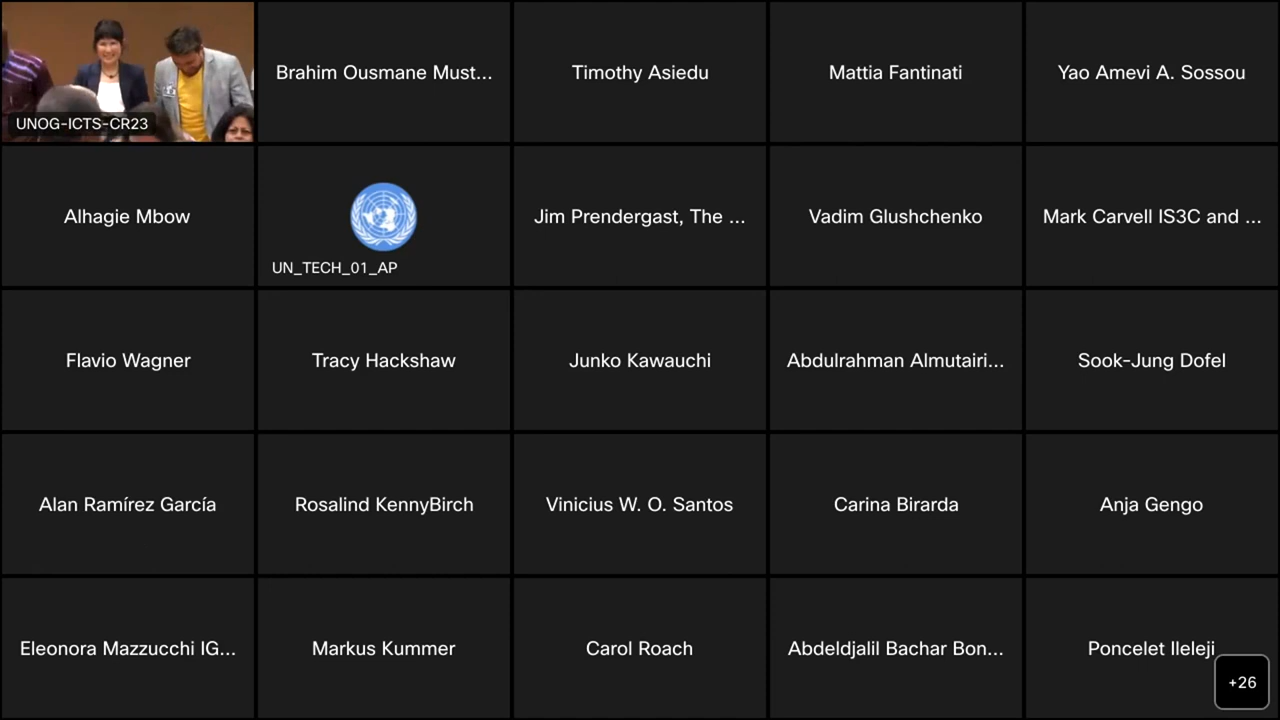 UNOG-ICTS-CR23
Brahim Ousmane Must...
Timothy Asiedu
Mattia Fantinati
Yao Amevi A. Sossou
Alhagie Mbow
UN_TECH_01_AP
Jim Prendergast, The ...
Vadim Glushchenko
Mark Carvell IS3C and ...
Flavio Wagner
Tracy Hackshaw
Junko Kawauchi
Abdulrahman Almutairi...
Sook-Jung Dofel
Alan Ramírez García
Rosalind KennyBirch
Vinicius W. O. Santos
Carina Birarda
Anja Gengo
Eleonora Mazzucchi IG...
Markus Kummer
Carol Roach
Abdeldjalil Bachar Bon...
Poncelet Ileleji
+26